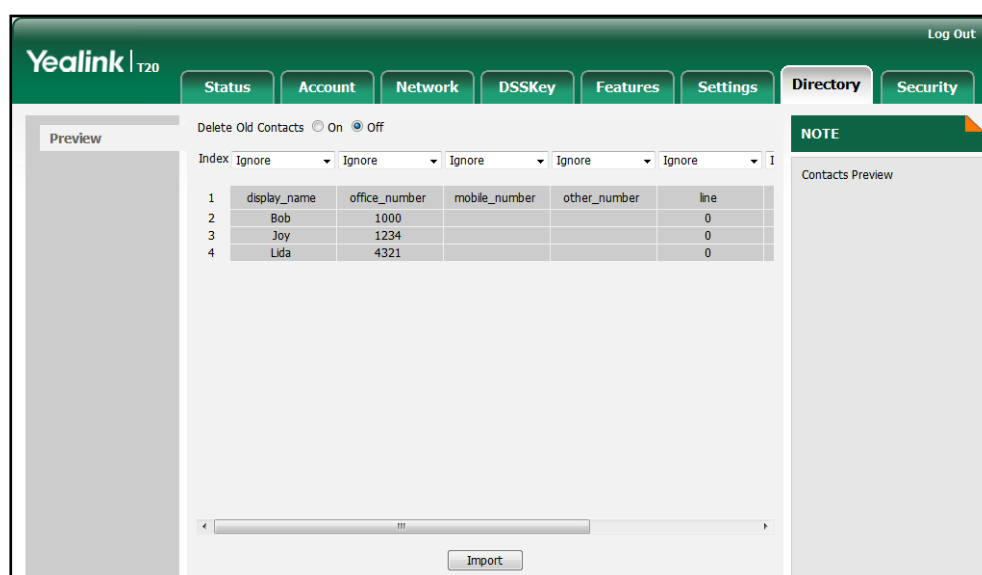 Log Out
Yealink | T20
Status Account Network DSSKey Features Settings Directory Security
Preview
Delete Old Contacts On Off
NOTE
Index Ignore Ignore Ignore Ignore Ignore
Contacts Preview
1 display_name office_number mobile_number other_number line
2 Bob 1000 0
3 Joy 1234 0
4 Lida 4321 0
Import